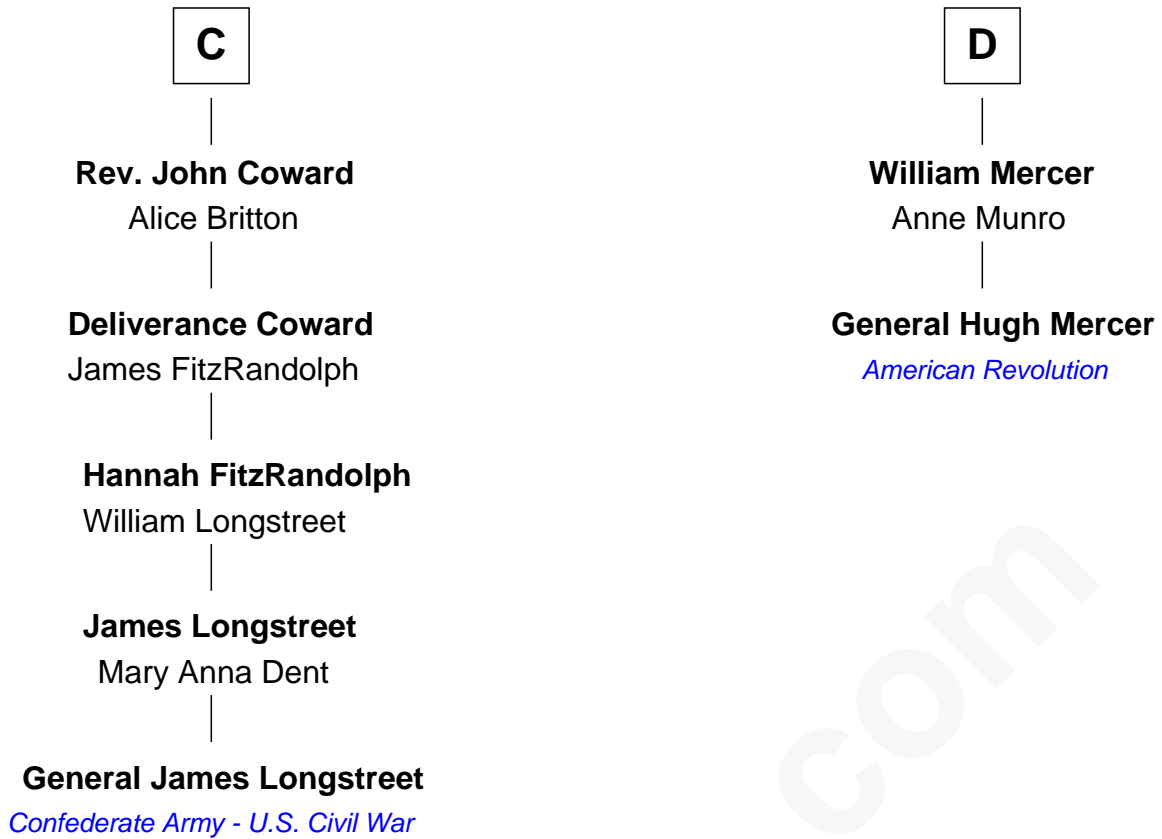 C
Rev. John Coward
Alice Britton
Deliverance Coward
James FitzRandolph
Hannah FitzRandolph
William Longstreet
James Longstreet
Mary Anna Dent
General James Longstreet
Confederate Army - U.S. Civil War
D
William Mercer
Anne Munro
General Hugh Mercer
American Revolution
com